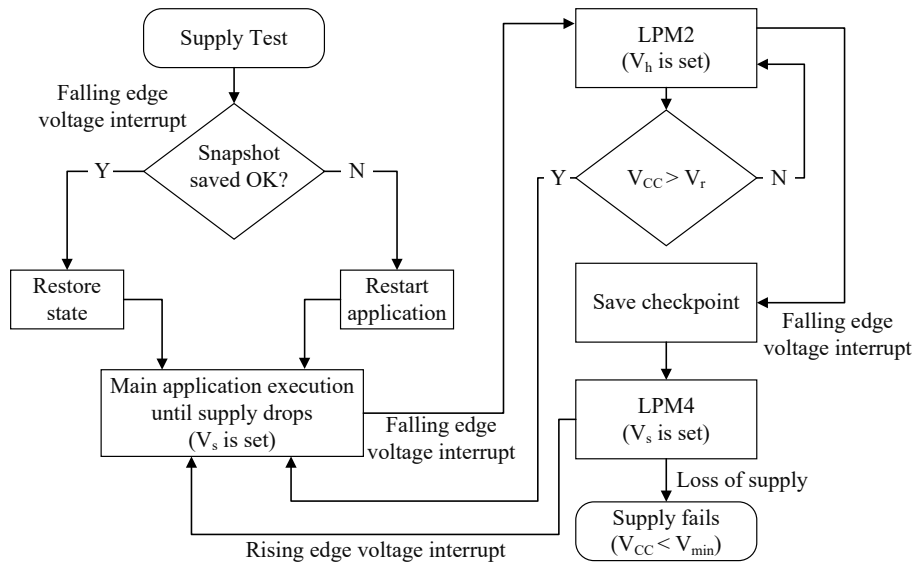 Supply Test
Falling edge
voltage interrupt
Snapshot
saved OK?
Y
N
Restore
state
Restart
application
Main application execution
until supply drops
(Vs is set)
Falling edge
voltage interrupt
LPM2
(Vh is set)
VCC > Vr
Y
N
Save checkpoint
Falling edge
voltage interrupt
LPM4
(Vs is set)
Loss of supply
Supply fails
(VCC < Vmin)
Rising edge voltage interrupt